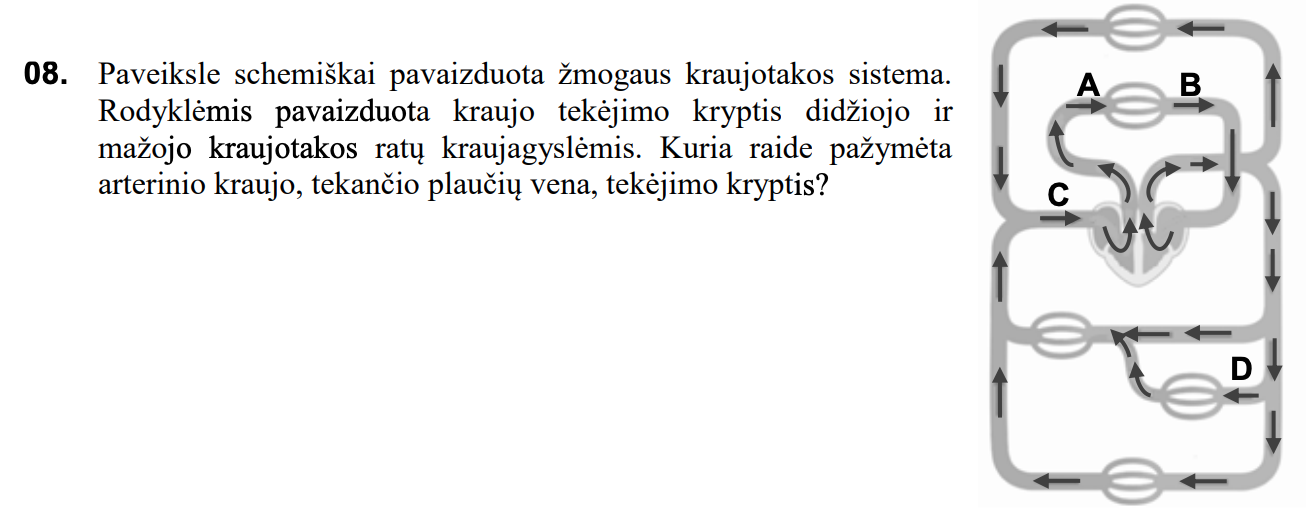 08. Paveiksle schemiškai pavaizduota žmogaus kraujotakos sistema.
Rodyklėmis pavaizduota kraujo tekėjimo kryptis didžiojo ir
mažojo kraujotakos ratų kraujagyslėmis. Kuria raide pažymėta
arterinio kraujo, tekančio plaučių vena, tekėjimo kryptis?
A B
C
D